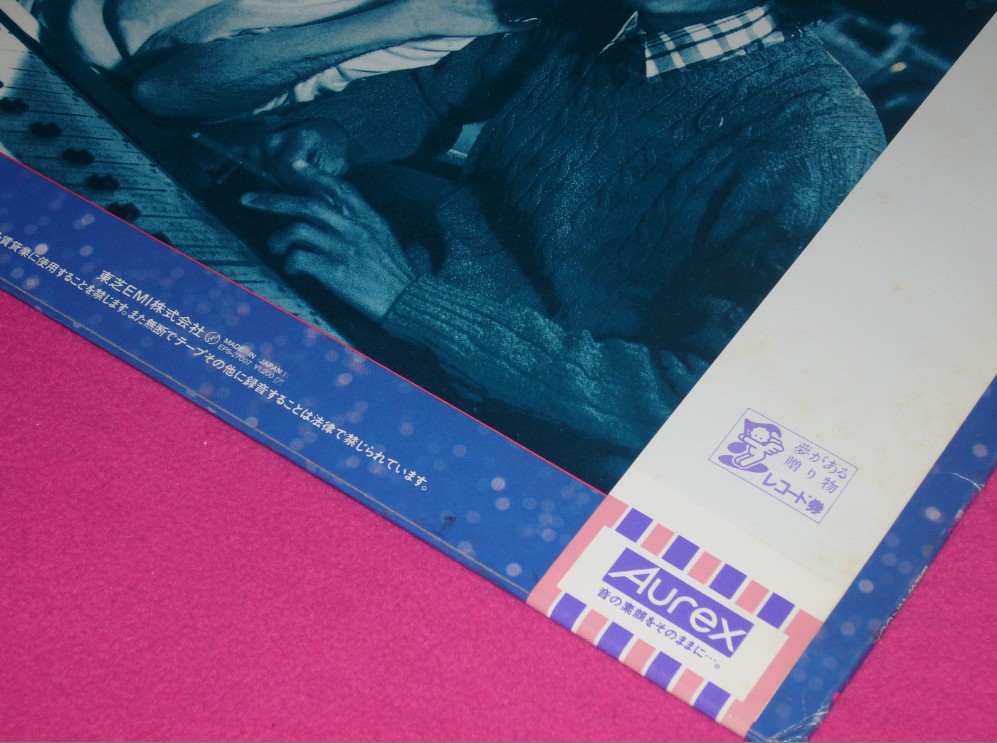 東芝EMI株式会社
MADE IN JAPAN
EPS-27007 ¥1,200
賃貸業に使用することを禁じます。また無断でテープその他に録音することは法律で禁じられています。
夢がある
贈り物
レコード券
Aurex
音の素顔をそのままに…。